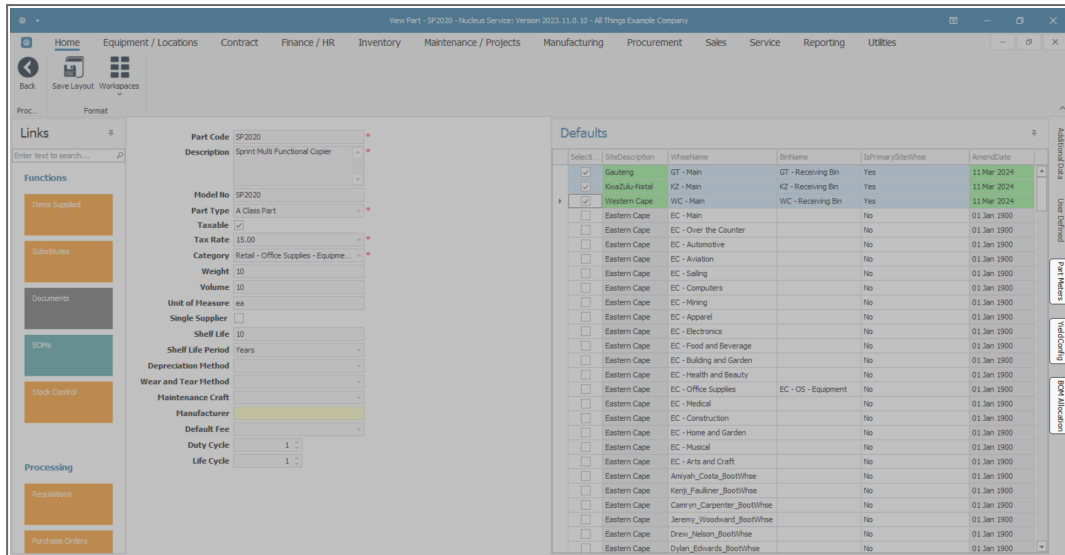 View Part - SP2020 - Nucleus Service: Version 2023.11.0.10 - All Things Example Company
Home Equipment / Locations Contract Finance / HR Inventory Maintenance / Projects Manufacturing Procurement Sales Service Reporting Utilities
Back Save Layout Workspaces
Proc... Format
Links
Enter text to search...
Functions
Items Supplied
Substitutes
Documents
BOMs
Stock Control
Processing
Requisitions
Purchase Orders
Part Code SP2020 *
Description Sprint Multi Functional Copier *
Model No SP2020
Part Type A Class Part *
Taxable
Tax Rate 15.00 *
Category Retail - Office Supplies - Equipme... *
Weight 10
Volume 10
Unit of Measure ea
Single Supplier
Shelf Life 10
Shelf Life Period Years
Depreciation Method
Wear and Tear Method
Maintenance Craft
Manufacturer
Default Fee
Duty Cycle 1
Life Cycle 1
Defaults
Selecti... SiteDescription WhseName BinName IsPrimarySiteWhse AmendDate
Gauteng GT - Main GT - Receiving Bin Yes 11 Mar 2024
KwaZulu-Natal KZ - Main KZ - Receiving Bin Yes 11 Mar 2024
Western Cape WC - Main WC - Receiving Bin Yes 11 Mar 2024
Eastern Cape EC - Main No 01 Jan 1900
Eastern Cape EC - Over the Counter No 01 Jan 1900
Eastern Cape EC - Automotive No 01 Jan 1900
Eastern Cape EC - Aviation No 01 Jan 1900
Eastern Cape EC - Sailing No 01 Jan 1900
Eastern Cape EC - Computers No 01 Jan 1900
Eastern Cape EC - Mining No 01 Jan 1900
Eastern Cape EC - Apparel No 01 Jan 1900
Eastern Cape EC - Electronics No 01 Jan 1900
Eastern Cape EC - Food and Beverage No 01 Jan 1900
Eastern Cape EC - Building and Garden No 01 Jan 1900
Eastern Cape EC - Health and Beauty No 01 Jan 1900
Eastern Cape EC - Office Supplies EC - OS - Equipment No 01 Jan 1900
Eastern Cape EC - Medical No 01 Jan 1900
Eastern Cape EC - Construction No 01 Jan 1900
Eastern Cape EC - Home and Garden No 01 Jan 1900
Eastern Cape EC - Musical No 01 Jan 1900
Eastern Cape EC - Arts and Craft No 01 Jan 1900
Eastern Cape Amiyah_Costa_BootWhse No 01 Jan 1900
Eastern Cape Kenji_Faulkner_BootWhse No 01 Jan 1900
Eastern Cape Camryn_Carpenter_BootWhse No 01 Jan 1900
Eastern Cape Jeremy_Woodward_BootWhse No 01 Jan 1900
Eastern Cape Drew_Nelson_BootWhse No 01 Jan 1900
Eastern Cape Dylan_Edwards_BootWhse No 01 Jan 1900
Additional Data
User Defined
Part Meters
YieldConfig
BOM Allocation